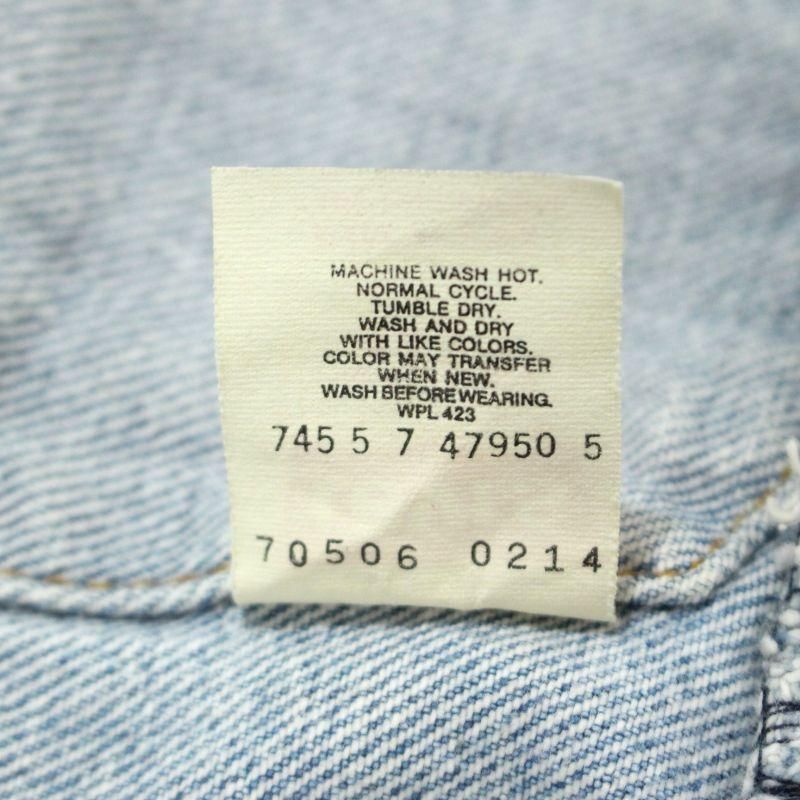 MACHINE WASH HOT.
NORMAL CYCLE.
TUMBLE DRY.
WASH AND DRY
WITH LIKE COLORS.
COLOR MAY TRANSFER
WHEN NEW.
WASH BEFORE WEARING.
WPL 423
745 5 7 47950 5
70506 0214